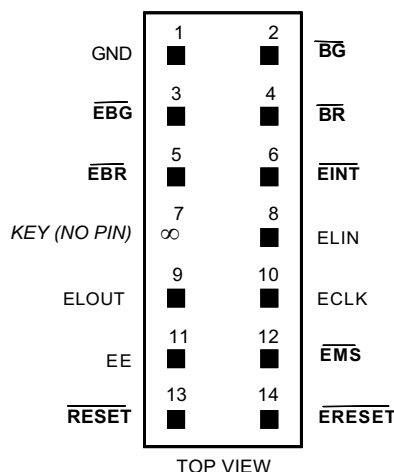 1 2
GND BG
3 4
EBG BR
5 6
EBR EINT
7 8
KEY (NO PIN) ∞ ELIN
9 10
ELOUT ECLK
11 12
EE EMS
13 14
RESET ERESET
TOP VIEW